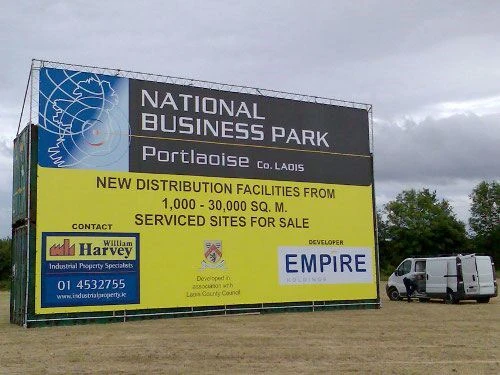 NATIONAL
BUSINESS PARK
Portlaoise Co. LAOIS
NEW DISTRIBUTION FACILITIES FROM
1,000 - 30,000 SQ. M.
SERVICED SITES FOR SALE
CONTACT
William
Harvey
Industrial Property Specialists
01 4532755
www.industrialproperty.ie
Developed in
association with
Laois County Council
DEVELOPER
EMPIRE
HOLDINGS